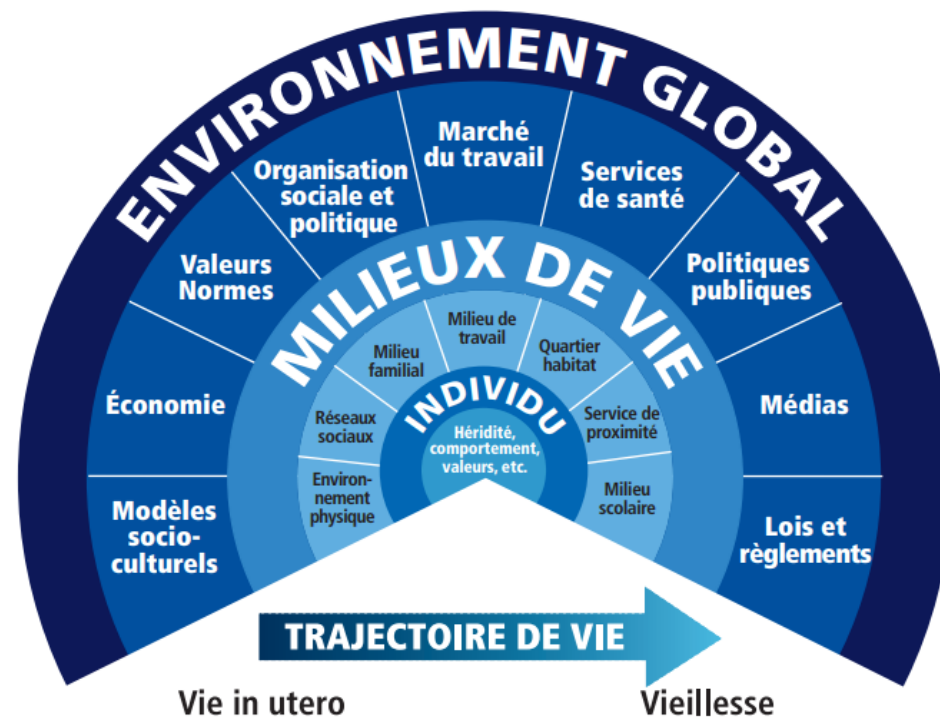 ENVIRONNEMENT GLOBAL
Modèles
socio-
culturels
Économie
Valeurs
Normes
Organisation
sociale et
politique
Marché
du travail
Services
de santé
Politiques
publiques
Médias
Lois et
règlements
MILIEUX DE VIE
Environ-
nement
physique
Réseaux
sociaux
Milieu
familial
Milieu de
travail
Quartier
habitat
Service de
proximité
Milieu
scolaire
INDIVIDU
Héridité,
comportement,
valeurs, etc.
TRAJECTOIRE DE VIE
Vie in utero
Vieillesse